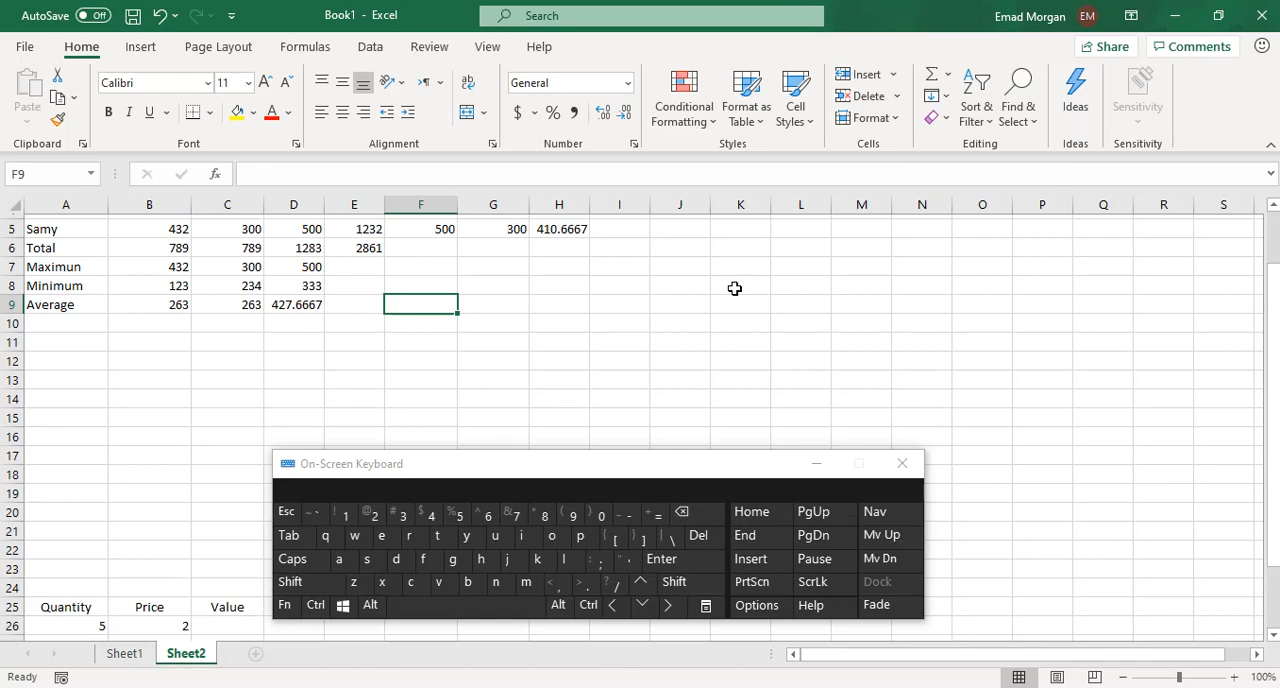 AutoSave Off Book1 - Excel Search Emad Morgan EM
File Home Insert Page Layout Formulas Data Review View Help Share Comments
Paste
Calibri 11 General
$ % ,
Conditional Formatting Format as Table Cell Styles
Insert
Delete
Format
Sort & Filter Find & Select
Ideas
Sensitivity
Clipboard Font Alignment Number Styles Cells Editing Ideas Sensitivity
F9 fx
A B C D E F G H I J K L M N O P Q R S
5 Samy 432 300 500 1232 500 300 410.6667
6 Total 789 789 1283 2861
7 Maximun 432 300 500
8 Minimum 123 234 333
9 Average 263 263 427.6667
10
11
12
13
14
15
16
17
18
19
20
21
22
23
24
25 Quantity Price Value
26 5 2
On-Screen Keyboard
Esc ~ ` ! 1 @ 2 # 3 $ 4 % 5 ^ 6 & 7 * 8 ( 9 ) 0 _ - + = Home PgUp Nav
Tab q w e r t y u i o p { [ } ] | \ Del End PgDn Mv Up
Caps a s d f g h j k l : ; " ' Enter Insert Pause Mv Dn
Shift z x c v b n m < , > . ? / Shift PrtScn ScrLk Dock
Fn Ctrl Alt Alt Ctrl Options Help Fade
Sheet1 Sheet2
Ready 100%